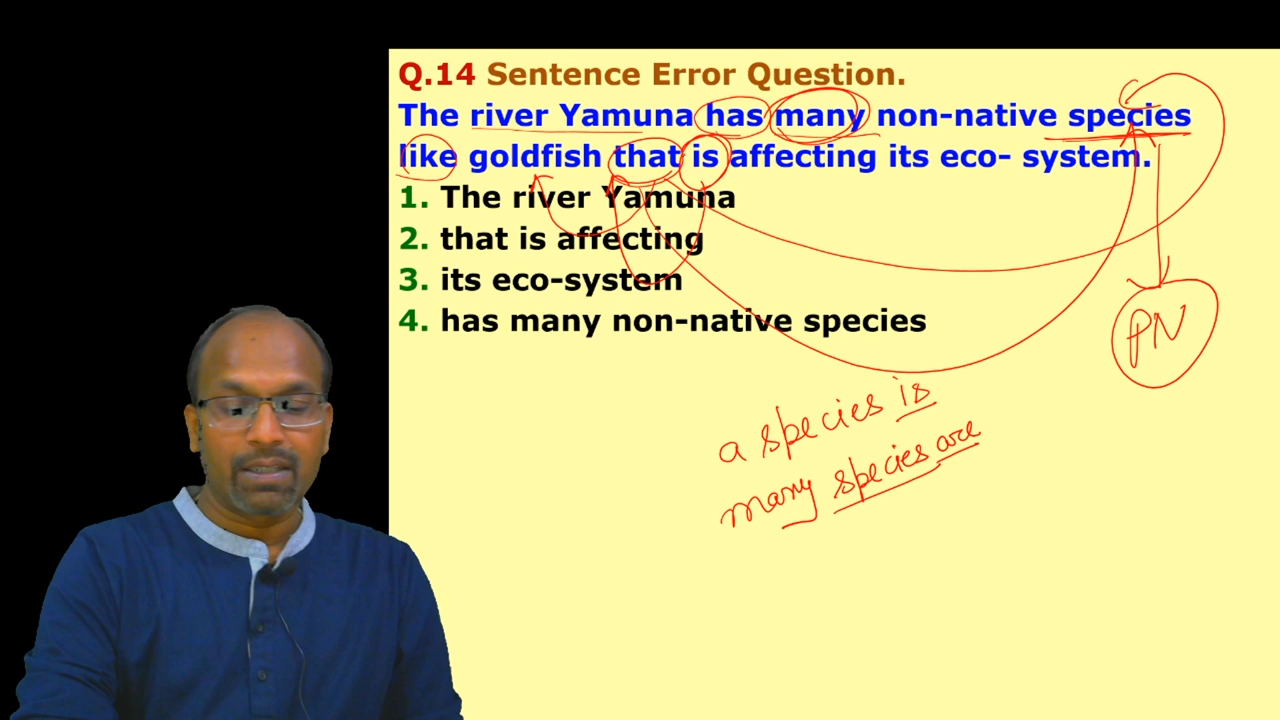 Q.14 Sentence Error Question.
The river Yamuna has many non-native species
like goldfish that is affecting its eco- system.
1. The river Yamuna
2. that is affecting
3. its eco-system
4. has many non-native species
PN
a species is
many species are